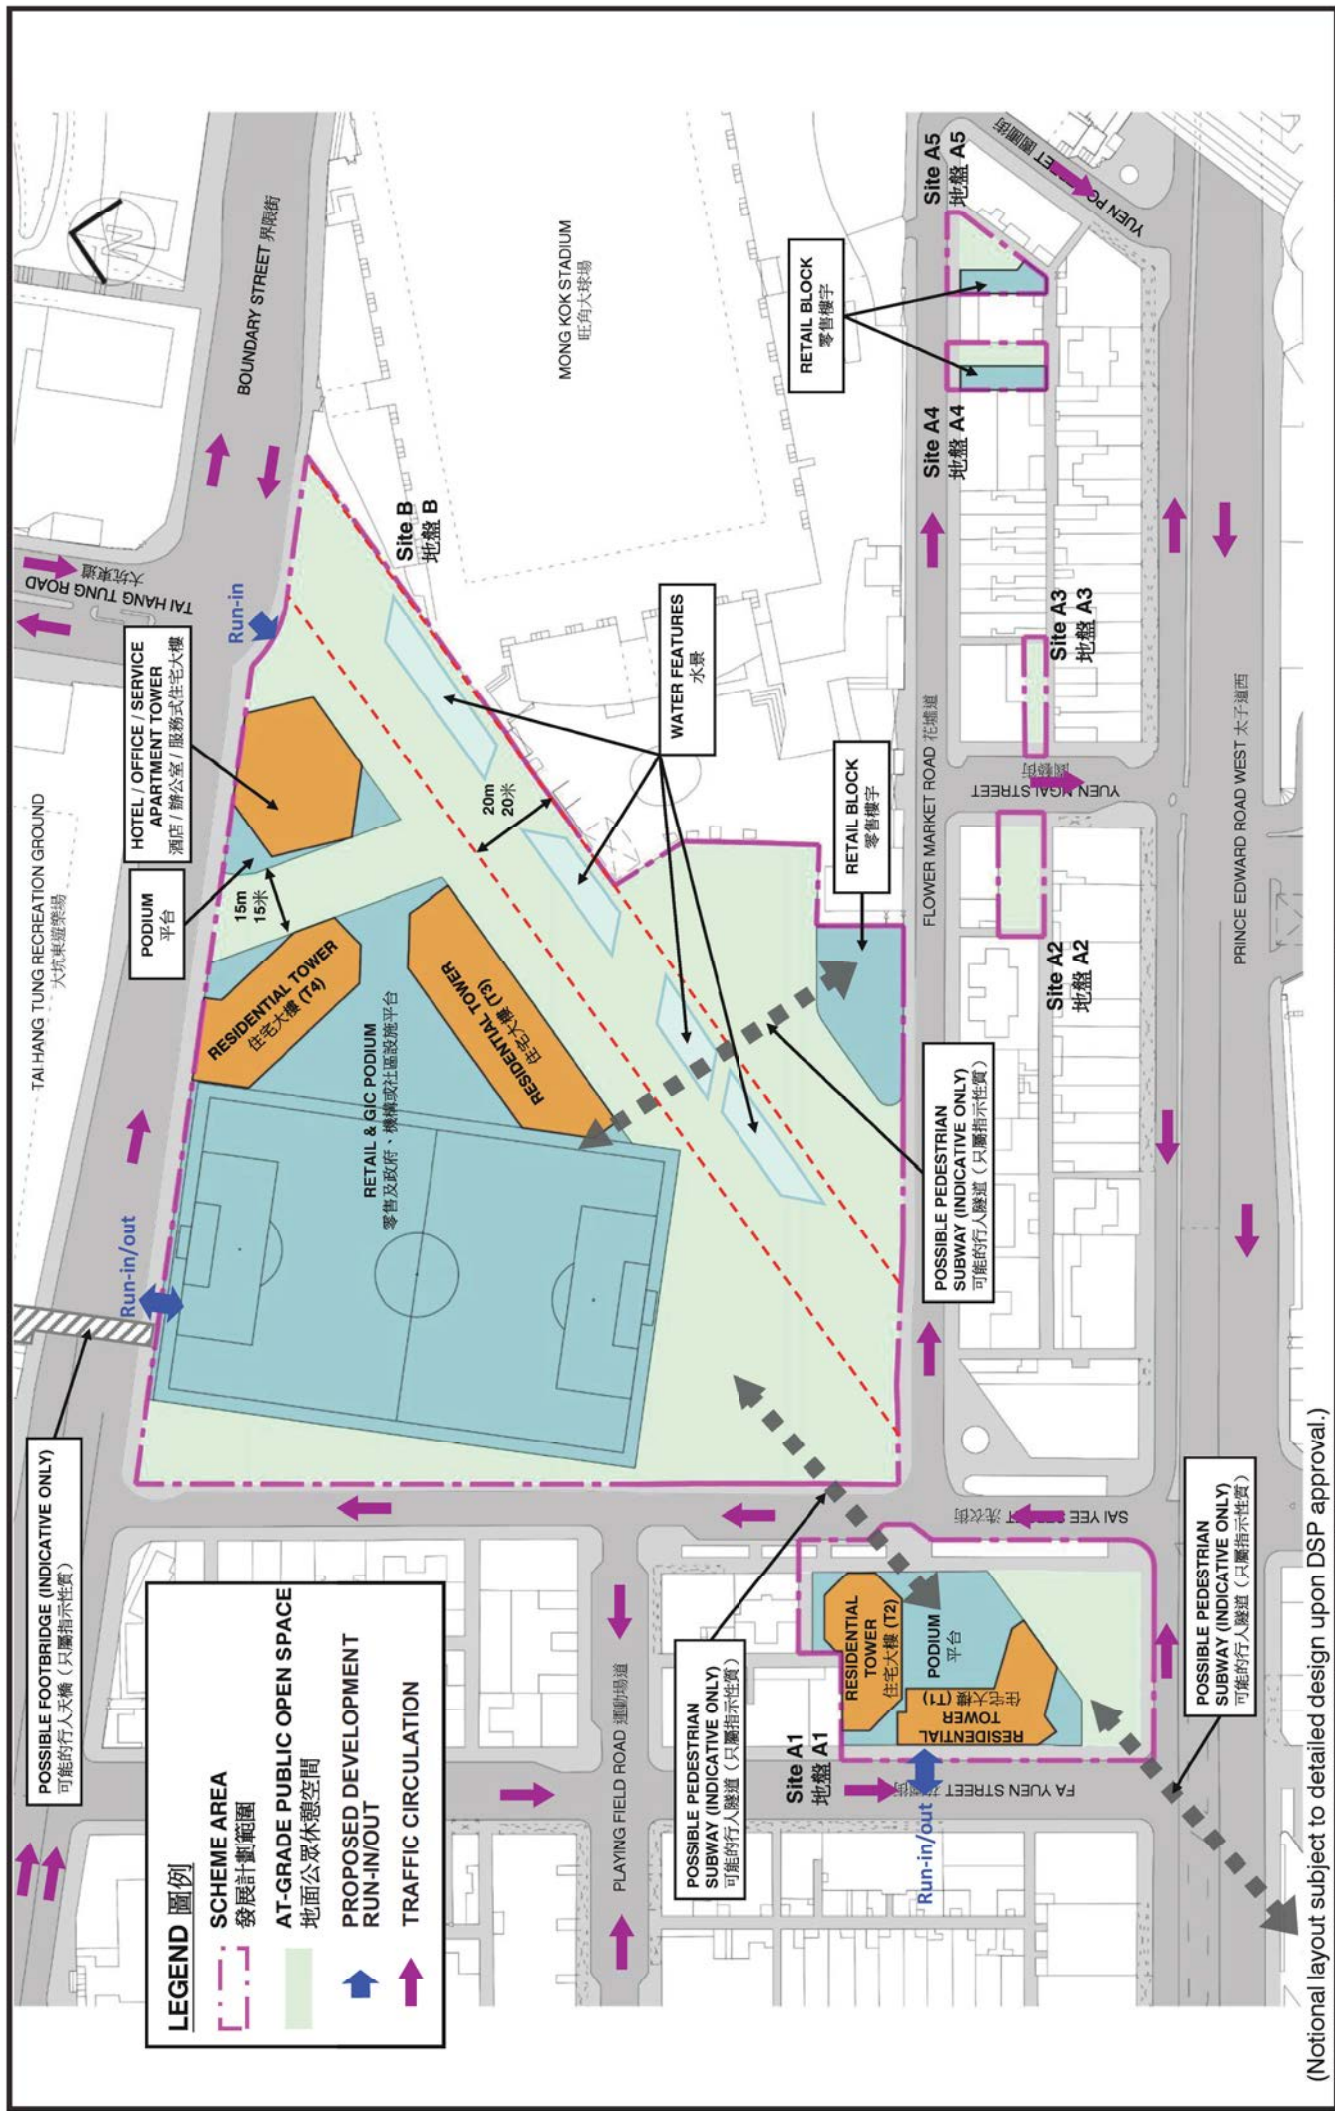 LEGEND 圖例
SCHEME AREA
發展計劃範圍
AT-GRADE PUBLIC OPEN SPACE
地面公眾休憩空間
PROPOSED DEVELOPMENT
RUN-IN/OUT
TRAFFIC CIRCULATION
POSSIBLE FOOTBRIDGE (INDICATIVE ONLY)
可能的行人天橋（只屬指示性質）
Run-in/out
TAI HANG TUNG RECREATION GROUND
大坑東遊樂場
PODIUM
平台
HOTEL / OFFICE / SERVICE
APARTMENT TOWER
酒店 / 辦公室 / 服務式住宅大樓
Run-in
TAI HANG TUNG ROAD
大坑東道
BOUNDARY STREET 界限街
N
15m
15米
RESIDENTIAL TOWER
住宅大樓 (T4)
RESIDENTIAL TOWER
住宅大樓 (T3)
RETAIL & GIC PODIUM
零售及政府、機構或社區設施平台
20m
20米
Site B
地盤 B
MONG KOK STADIUM
旺角大球場
WATER FEATURES
水景
RETAIL BLOCK
零售樓宇
RETAIL BLOCK
零售樓宇
PLAYING FIELD ROAD 運動場道
POSSIBLE PEDESTRIAN
SUBWAY (INDICATIVE ONLY)
可能的行人隧道（只屬指示性質）
POSSIBLE PEDESTRIAN
SUBWAY (INDICATIVE ONLY)
可能的行人隧道（只屬指示性質）
Site A1
地盤 A1
RESIDENTIAL
TOWER
住宅大樓 (T2)
RESIDENTIAL
TOWER
住宅大樓 (T1)
PODIUM
平台
Run-in/out
FA YUEN STREET
SAI YEE 洗衣街
FLOWER MARKET ROAD 花墟道
Site A2
地盤 A2
YUEN NGAI STREET
園藝街
Site A3
地盤 A3
Site A4
地盤 A4
Site A5
地盤 A5
YUEN PO 園圃街
PRINCE EDWARD ROAD WEST 太子道西
POSSIBLE PEDESTRIAN
SUBWAY (INDICATIVE ONLY)
可能的行人隧道（只屬指示性質）
(Notional layout subject to detailed design upon DSP approval.)